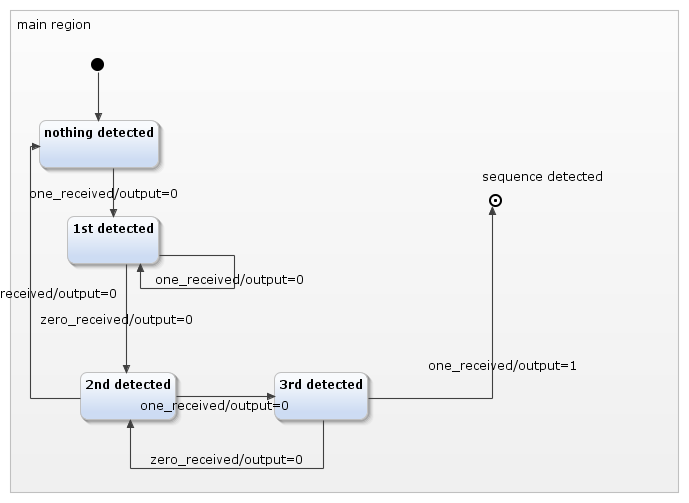 main region
nothing detected
sequence detected
one_received/output=0
1st detected
one_received/output=0
received/output=0
zero_received/output=0
one_received/output=1
2nd detected
3rd detected
one_received/output=0
zero_received/output=0